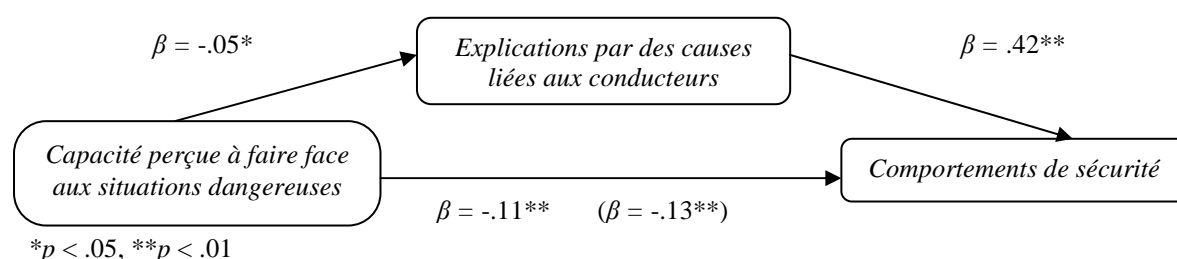 β = -.05*
Explications par des causes
liées aux conducteurs
β = .42**
Capacité perçue à faire face
aux situations dangereuses
Comportements de sécurité
β = -.11** (β = -.13**)
*p < .05, **p < .01